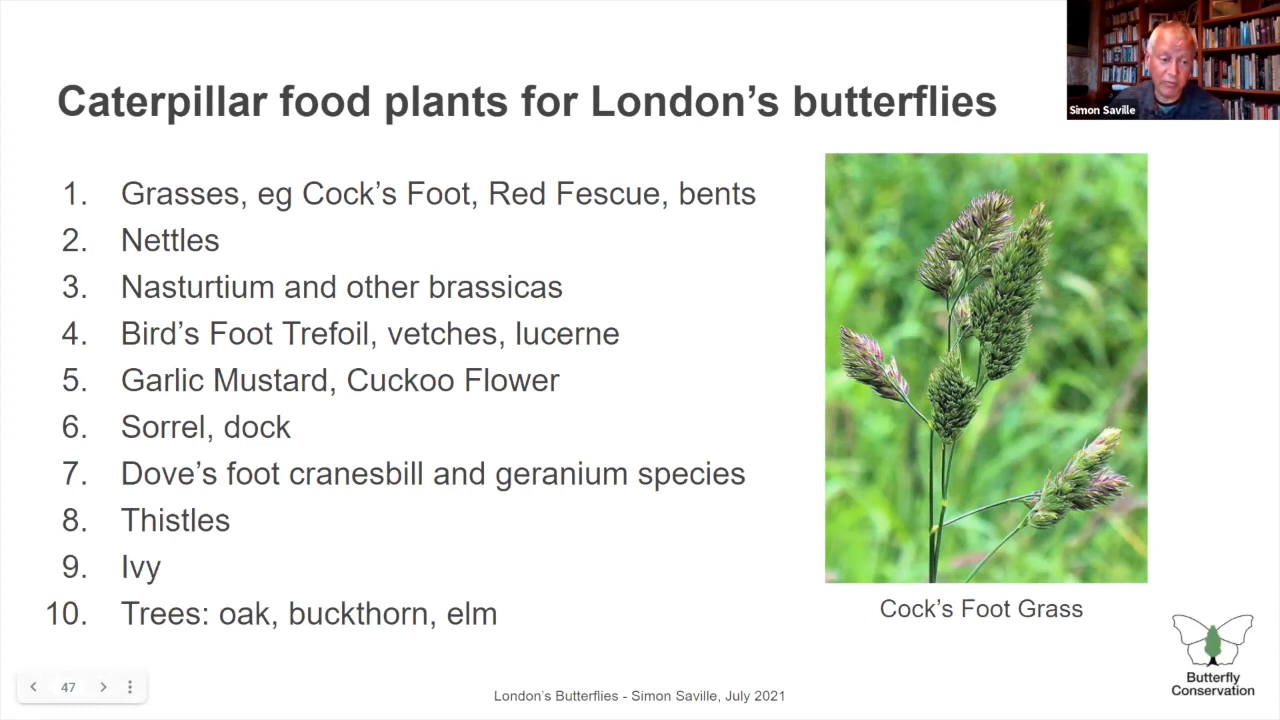 Caterpillar food plants for London's butterflies
Simon Saville
1. Grasses, eg Cock's Foot, Red Fescue, bents
2. Nettles
3. Nasturtium and other brassicas
4. Bird's Foot Trefoil, vetches, lucerne
5. Garlic Mustard, Cuckoo Flower
6. Sorrel, dock
7. Dove's foot cranesbill and geranium species
8. Thistles
9. Ivy
10. Trees: oak, buckthorn, elm
Cock's Foot Grass
47
London's Butterflies - Simon Saville, July 2021
Butterfly
Conservation